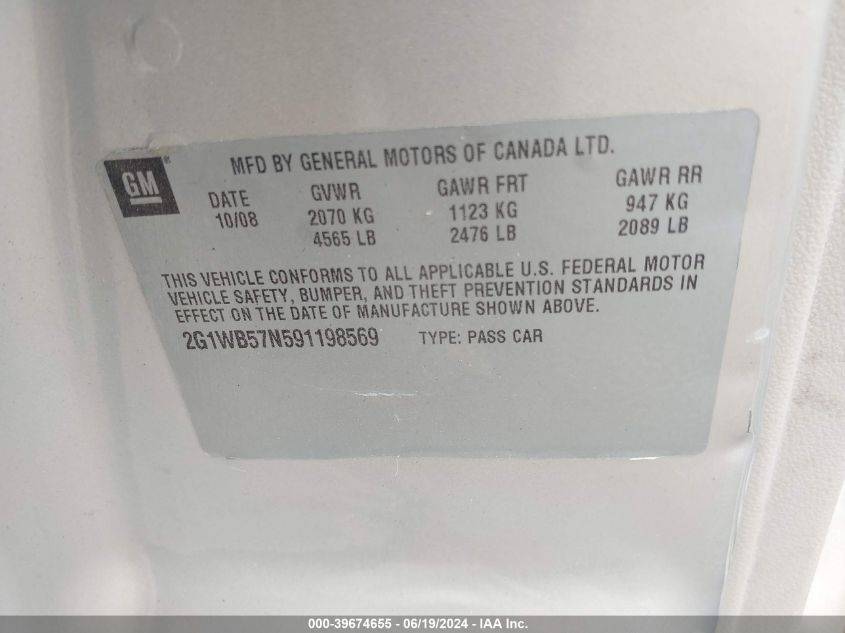 MFD BY GENERAL MOTORS OF CANADA LTD.
GM
DATE GVWR GAWR FRT GAWR RR
10/08 2070 KG 1123 KG 947 KG
4565 LB 2476 LB 2089 LB
THIS VEHICLE CONFORMS TO ALL APPLICABLE U.S. FEDERAL MOTOR
VEHICLE SAFETY, BUMPER, AND THEFT PREVENTION STANDARDS IN
EFFECT ON THE DATE OF MANUFACTURE SHOWN ABOVE.
2G1WB57N591198569 TYPE: PASS CAR
000-39674655 - 06/19/2024 - IAA Inc.